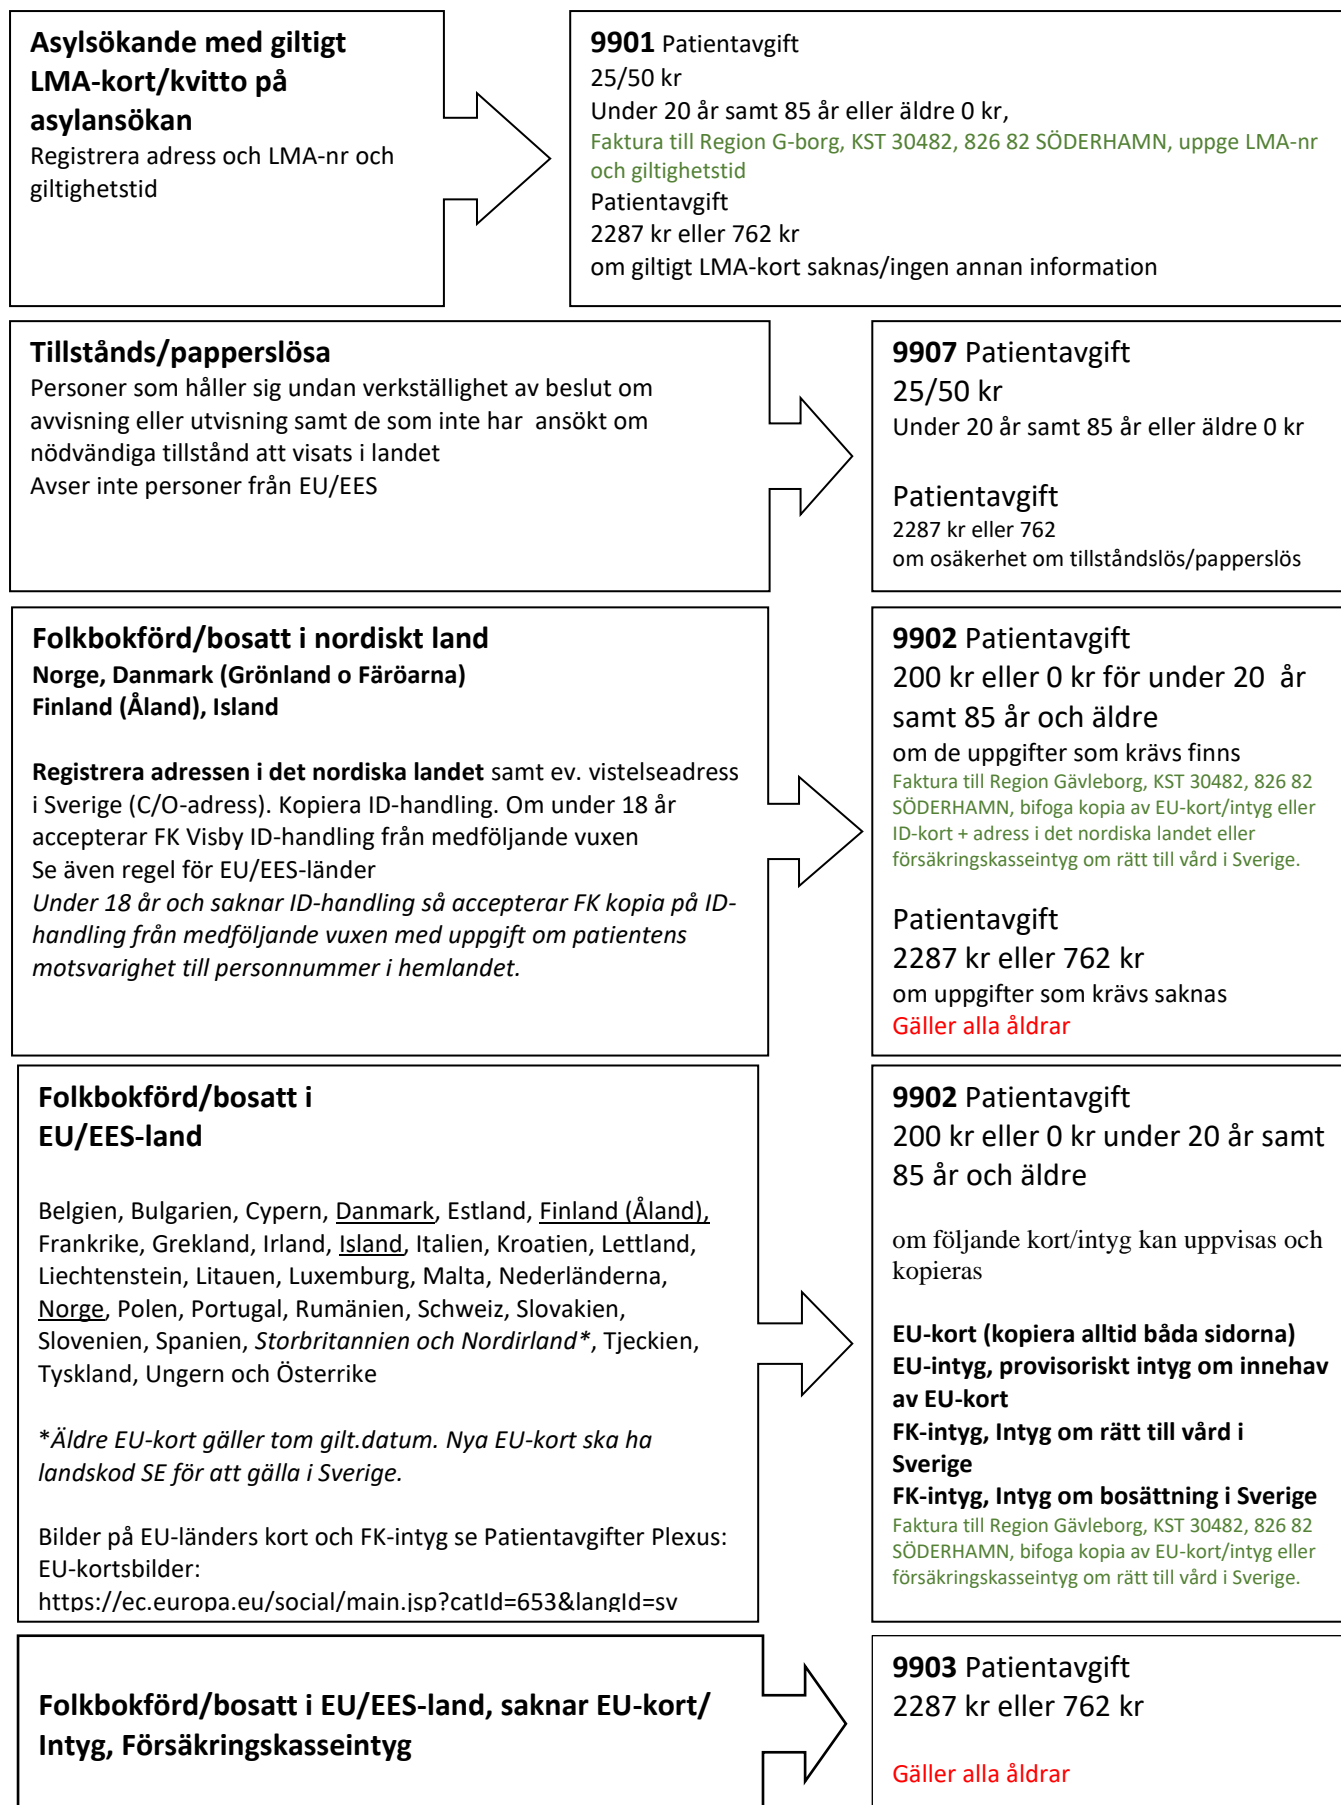 Asylsökande med giltigt
LMA-kort/kvitto på
asylansökan
Registrera adress och LMA-nr och
giltighetstid
9901 Patientavgift
25/50 kr
Under 20 år samt 85 år eller äldre 0 kr,
Faktura till Region G-borg, KST 30482, 826 82 SÖDERHAMN, uppge LMA-nr
och giltighetstid
Patientavgift
2287 kr eller 762 kr
om giltigt LMA-kort saknas/ingen annan information
Tillstånds/papperslösa
Personer som håller sig undan verkställighet av beslut om
avvisning eller utvisning samt de som inte har  ansökt om
nödvändiga tillstånd att visats i landet
Avser inte personer från EU/EES
9907 Patientavgift
25/50 kr
Under 20 år samt 85 år eller äldre 0 kr
Patientavgift
2287 kr eller 762
om osäkerhet om tillståndslös/papperslös
Folkbokförd/bosatt i nordiskt land
Norge, Danmark (Grönland o Färöarna)
Finland (Åland), Island
Registrera adressen i det nordiska landet samt ev. vistelseadress
i Sverige (C/O-adress). Kopiera ID-handling. Om under 18 år
accepterar FK Visby ID-handling från medföljande vuxen
Se även regel för EU/EES-länder
Under 18 år och saknar ID-handling så accepterar FK kopia på ID-
handling från medföljande vuxen med uppgift om patientens
motsvarighet till personnummer i hemlandet.
9902 Patientavgift
200 kr eller 0 kr för under 20  år
samt 85 år och äldre
om de uppgifter som krävs finns
Faktura till Region Gävleborg, KST 30482, 826 82
SÖDERHAMN, bifoga kopia av EU-kort/intyg eller
ID-kort + adress i det nordiska landet eller
försäkringskasseintyg om rätt till vård i Sverige.
Patientavgift
2287 kr eller 762 kr
om uppgifter som krävs saknas
Gäller alla åldrar
Folkbokförd/bosatt i
EU/EES-land
Belgien, Bulgarien, Cypern, Danmark, Estland, Finland (Åland),
Frankrike, Grekland, Irland, Island, Italien, Kroatien, Lettland,
Liechtenstein, Litauen, Luxemburg, Malta, Nederländerna,
Norge, Polen, Portugal, Rumänien, Schweiz, Slovakien,
Slovenien, Spanien, Storbritannien och Nordirland*, Tjeckien,
Tyskland, Ungern och Österrike
*Äldre EU-kort gäller tom gilt.datum. Nya EU-kort ska ha
landskod SE för att gälla i Sverige.
Bilder på EU-länders kort och FK-intyg se Patientavgifter Plexus:
EU-kortsbilder:
https://ec.europa.eu/social/main.jsp?catId=653&langId=sv
9902 Patientavgift
200 kr eller 0 kr under 20 år samt
85 år och äldre
om följande kort/intyg kan uppvisas och
kopieras
EU-kort (kopiera alltid båda sidorna)
EU-intyg, provisoriskt intyg om innehav
av EU-kort
FK-intyg, Intyg om rätt till vård i
Sverige
FK-intyg, Intyg om bosättning i Sverige
Faktura till Region Gävleborg, KST 30482, 826 82
SÖDERHAMN, bifoga kopia av EU-kort/intyg eller
försäkringskasseintyg om rätt till vård i Sverige.
Folkbokförd/bosatt i EU/EES-land, saknar EU-kort/
Intyg, Försäkringskasseintyg
9903 Patientavgift
2287 kr eller 762 kr
Gäller alla åldrar